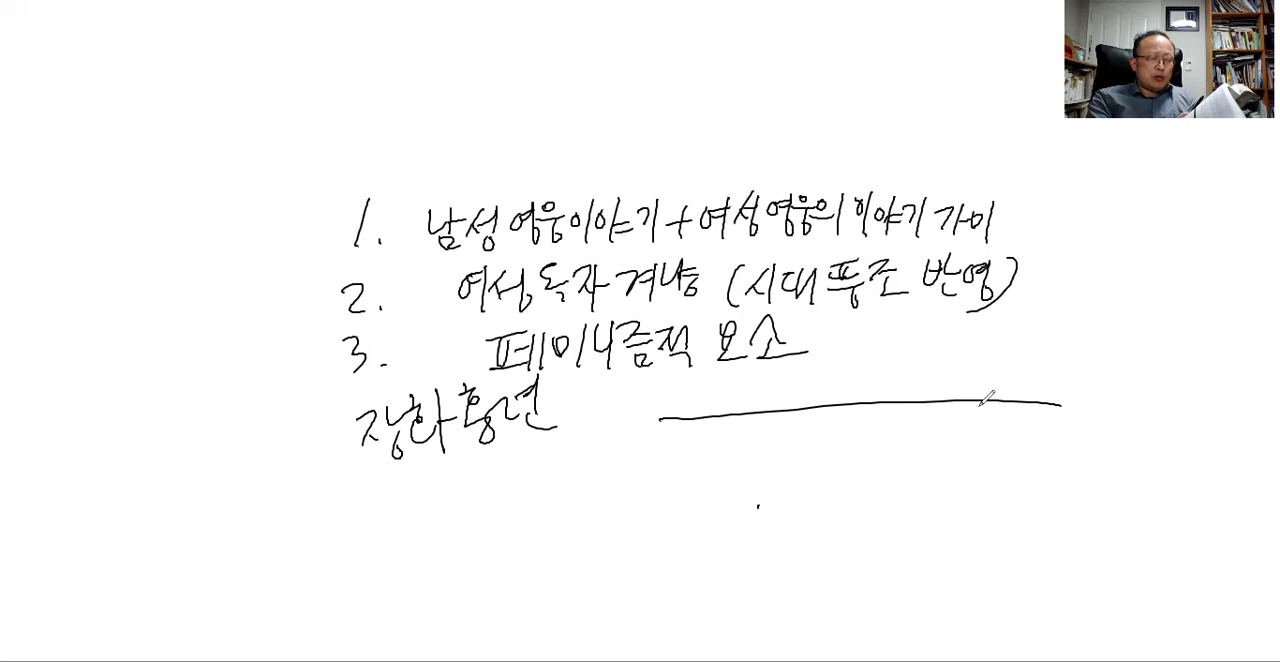 1. 남성영웅이야기+여성영웅의 이야기 가미
2. 여성독자 겨냥 (시대풍조 반영)
3. 페미니즘적 요소
장화홍련